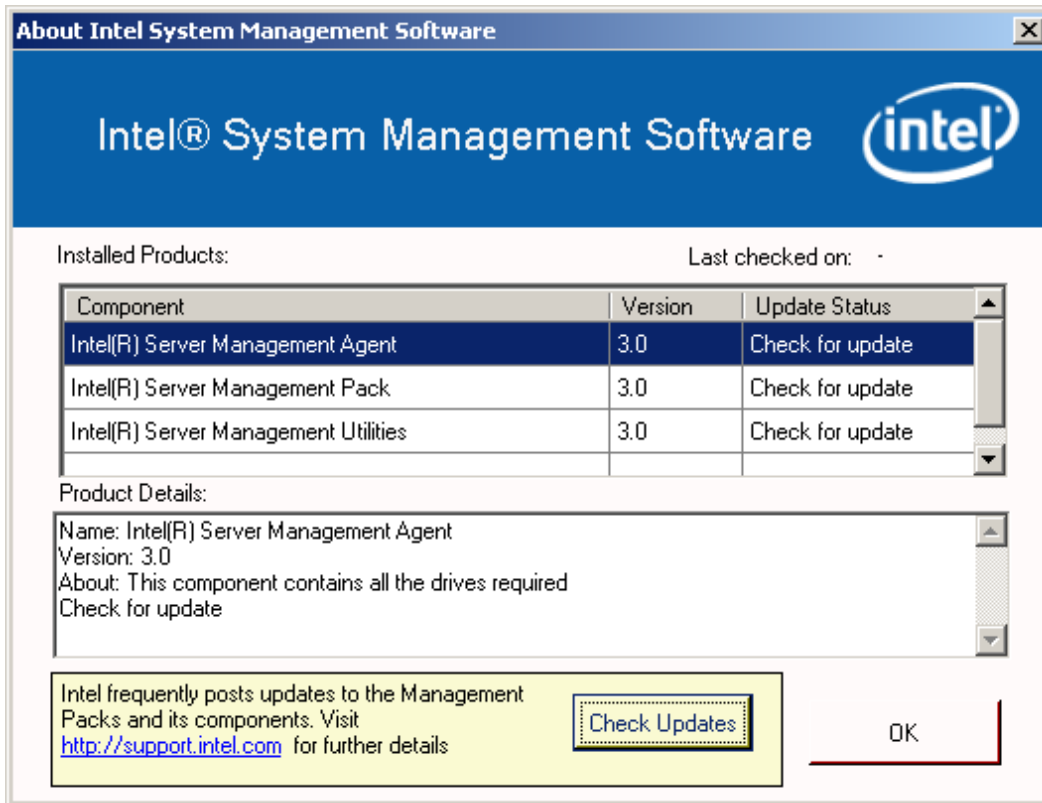 About Intel System Management Software
Intel® System Management Software
intel
Installed Products:
Last checked on: -
Component Version Update Status
Intel(R) Server Management Agent 3.0 Check for update
Intel(R) Server Management Pack 3.0 Check for update
Intel(R) Server Management Utilities 3.0 Check for update
Product Details:
Name: Intel(R) Server Management Agent
Version: 3.0
About: This component contains all the drives required
Check for update
Intel frequently posts updates to the Management
Packs and its components. Visit
http://support.intel.com for further details
Check Updates
OK